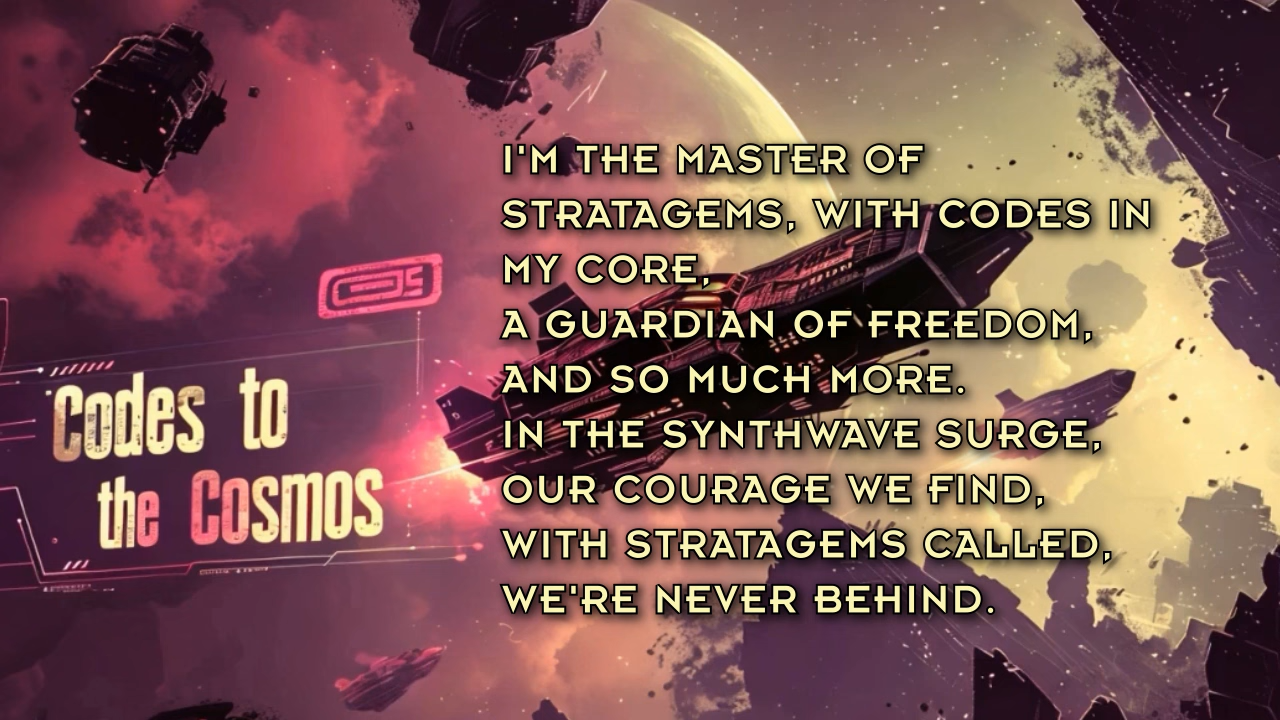 Codes to
the Cosmos
I'M THE MASTER OF
STRATAGEMS, WITH CODES IN
MY CORE,
A GUARDIAN OF FREEDOM,
AND SO MUCH MORE.
IN THE SYNTHWAVE SURGE,
OUR COURAGE WE FIND,
WITH STRATAGEMS CALLED,
WE'RE NEVER BEHIND.